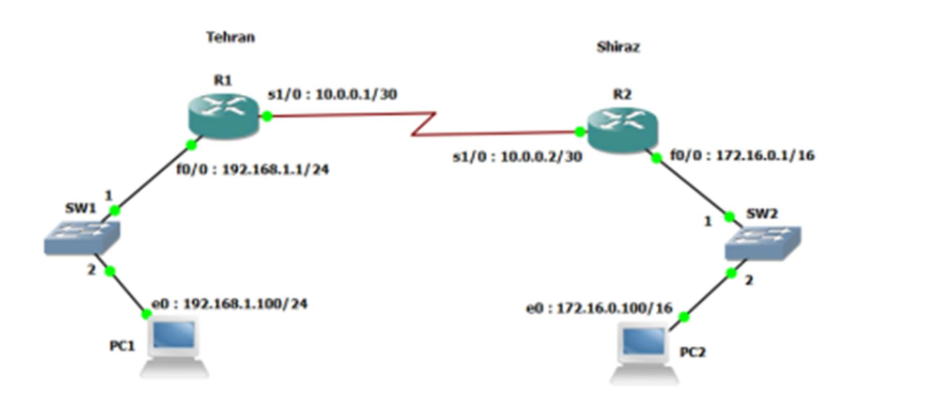 Tehran
Shiraz
R1
R2
s1/0 : 10.0.0.1/30
s1/0 : 10.0.0.2/30
f0/0 : 172.16.0.1/16
f0/0 : 192.168.1.1/24
1
SW1
SW2
1
2
2
e0 : 192.168.1.100/24
e0 : 172.16.0.100/16
PC1
PC2